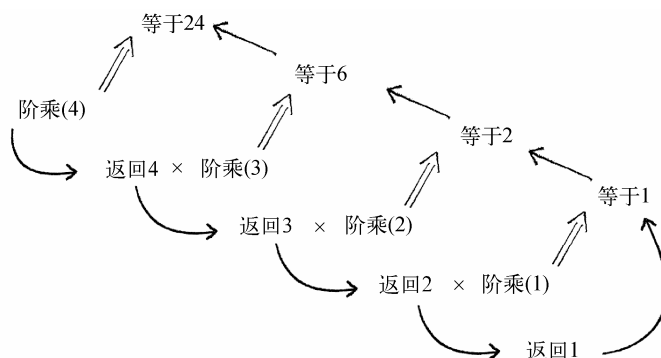 等于24
等于6
阶乘(4)
等于2
返回4 × 阶乘(3)
等于1
返回3 × 阶乘(2)
返回2 × 阶乘(1)
返回1